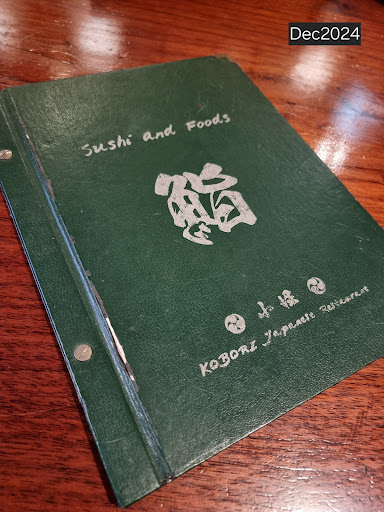 Dec2024
Sushi and Foods
鮨
小堀
KOBORI Japanese Restaurant